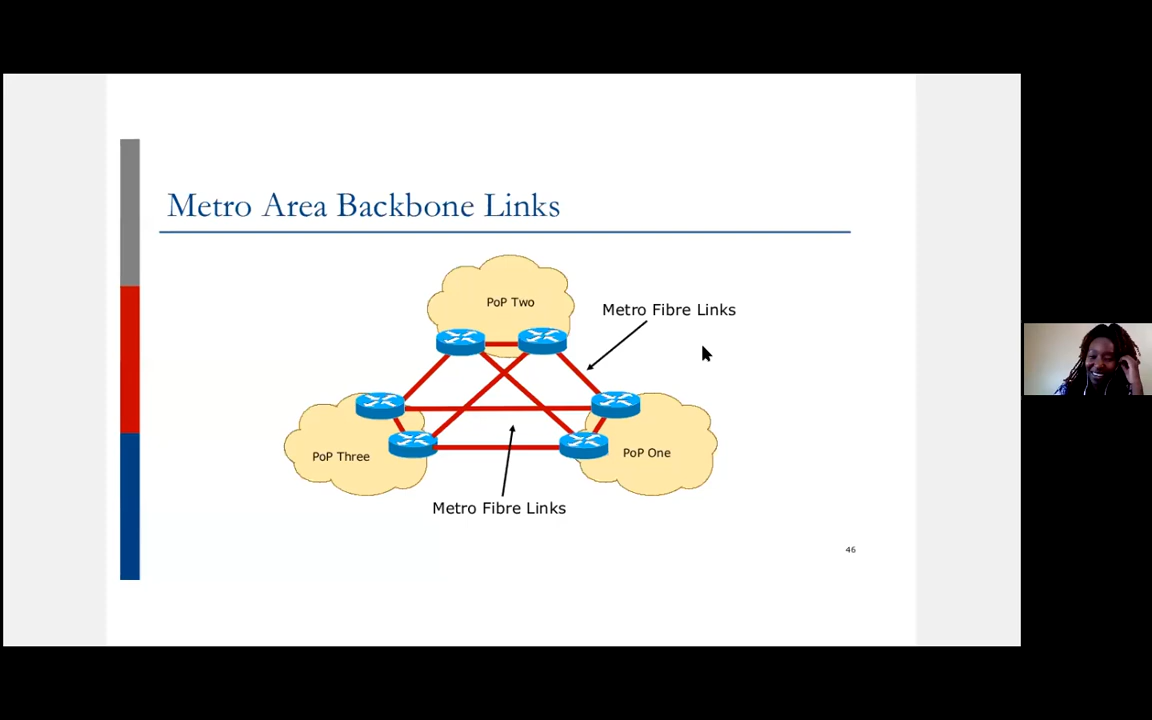 Metro Area Backbone Links
PoP Two
Metro Fibre Links
PoP Three
PoP One
Metro Fibre Links
46